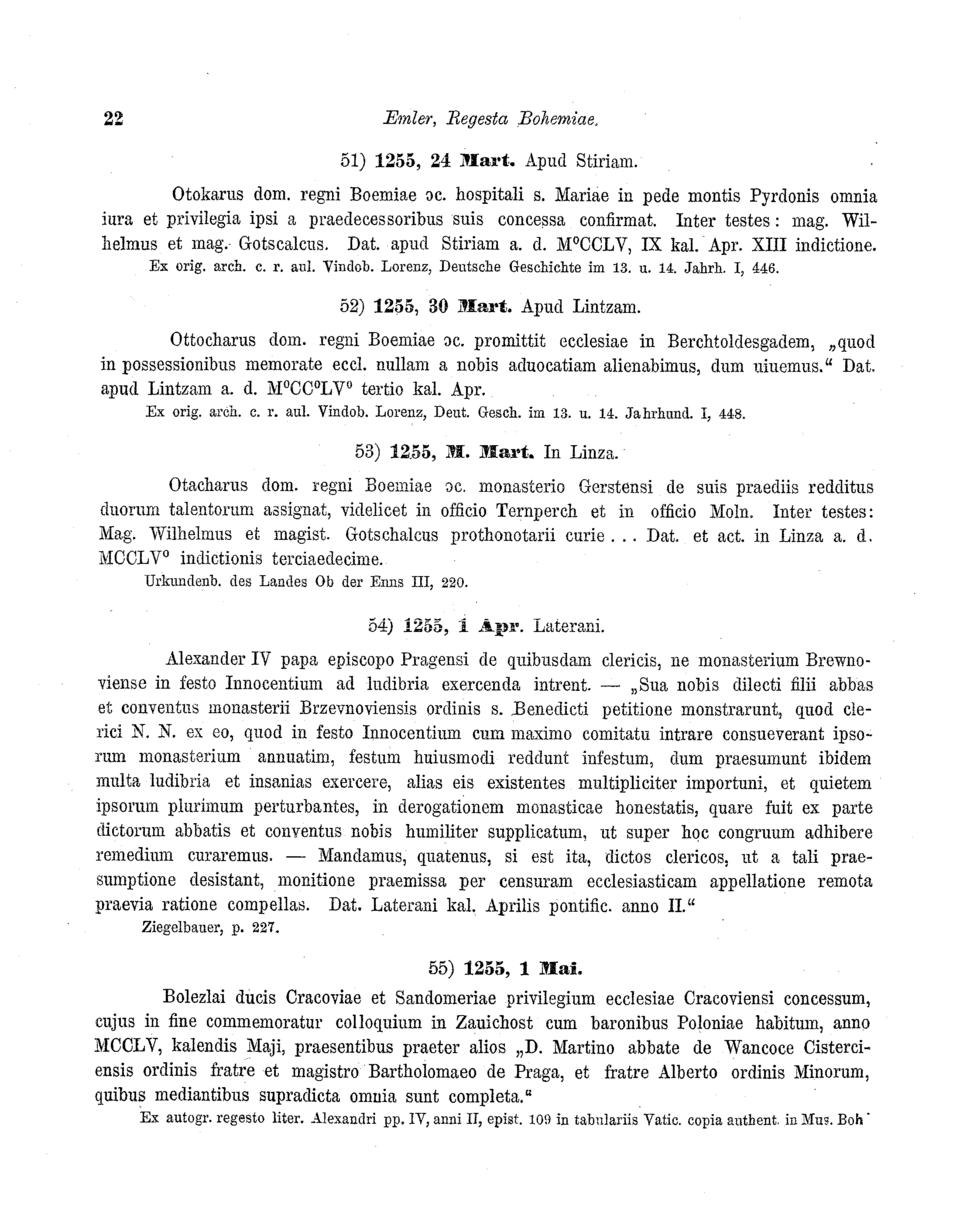 22
Emler, Regesta Bohemiae.
51) 1255, 24 Mart. Apud Stiriam.
Otokarus dom. regni Boemiae ɔc. hospitali s. Mariae in pede montis Pyrdonis omnia
iura et privilegia ipsi a praedecessoribus suis concessa confirmat. Inter testes: mag. Wil-
helmus et mag. Gotscalcus. Dat. apud Stiriam a. d. M⁰CCLV, IX kal. Apr. XIII indictione.
Ex orig. arch. c. r. aul. Vindob. Lorenz, Deutsche Geschichte im 13. u. 14. Jahrh. I, 446.
52) 1255, 30 Mart. Apud Lintzam.
Ottocharus dom. regni Boemiae ɔc. promittit ecclesiae in Berchtoldesgadem, „quod
in possessionibus memorate eccl. nullam a nobis aduocatiam alienabimus, dum uiuemus.“ Dat.
apud Lintzam a. d. M⁰CC⁰LV⁰ tertio kal. Apr.
Ex orig. arch. c. r. aul. Vindob. Lorenz, Deut. Gesch. im 13. u. 14. Jahrhund. I, 448.
53) 1255, M. Mart. In Linza.
Otacharus dom. regni Boemiae ɔc. monasterio Gerstensi de suis praediis redditus
duorum talentorum assignat, videlicet in officio Ternperch et in officio Moln. Inter testes:
Mag. Wilhelmus et magist. Gotschalcus prothonotarii curie . . . Dat. et act. in Linza a. d.
MCCLV⁰ indictionis terciaedecime.
Urkundenb. des Landes Ob der Enns III, 220.
54) 1255, 1 Apr. Laterani.
Alexander IV papa episcopo Pragensi de quibusdam clericis, ne monasterium Brewno-
viense in festo Innocentium ad ludibria exercenda intrent. — „Sua nobis dilecti filii abbas
et conventus monasterii Brzevnoviensis ordinis s. Benedicti petitione monstrarunt, quod cle-
rici N. N. ex eo, quod in festo Innocentium cum maximo comitatu intrare consueverant ipso-
rum monasterium annuatim, festum huiusmodi reddunt infestum, dum praesumunt ibidem
multa ludibria et insanias exercere, alias eis existentes multipliciter importuni, et quietem
ipsorum plurimum perturbantes, in derogationem monasticae honestatis, quare fuit ex parte
dictorum abbatis et conventus nobis humiliter supplicatum, ut super hoc congruum adhibere
remedium curaremus. — Mandamus, quatenus, si est ita, dictos clericos, ut a tali prae-
sumptione desistant, monitione praemissa per censuram ecclesiasticam appellatione remota
praevia ratione compellas. Dat. Laterani kal. Aprilis pontific. anno II.“
Ziegelbauer, p. 227.
55) 1255, 1 Mai.
Bolezlai ducis Cracoviae et Sandomeriae privilegium ecclesiae Cracoviensi concessum,
cujus in fine commemoratur colloquium in Zauichost cum baronibus Poloniae habitum, anno
MCCLV, kalendis Maji, praesentibus praeter alios „D. Martino abbate de Wancoce Cisterci-
ensis ordinis fratre et magistro Bartholomaeo de Praga, et fratre Alberto ordinis Minorum,
quibus mediantibus supradicta omnia sunt completa.“
Ex autogr. regesto liter. Alexandri pp. IV, anni II, epist. 109 in tabulariis Vatic. copia authent. in Mus. Boh